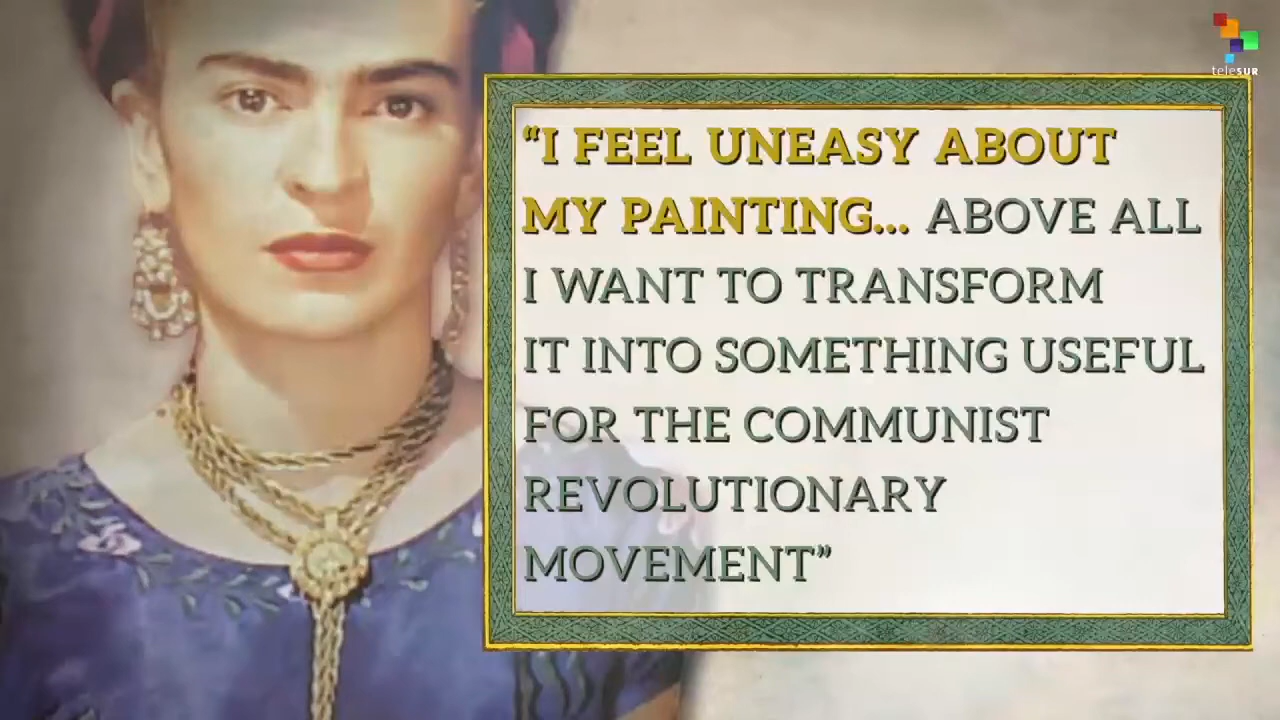 teleSUR
“I FEEL UNEASY ABOUT
MY PAINTING... ABOVE ALL
I WANT TO TRANSFORM
IT INTO SOMETHING USEFUL
FOR THE COMMUNIST
REVOLUTIONARY
MOVEMENT”